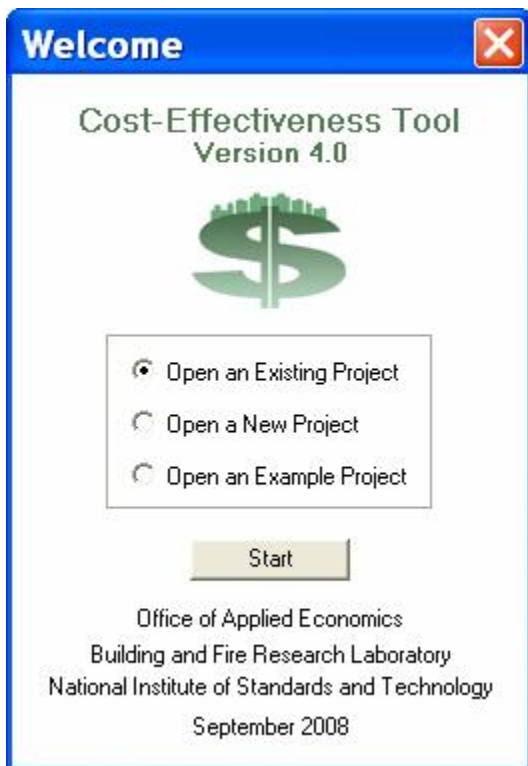 Welcome
Cost-Effectiveness Tool
Version 4.0
Open an Existing Project
Open a New Project
Open an Example Project
Start
Office of Applied Economics
Building and Fire Research Laboratory
National Institute of Standards and Technology
September 2008